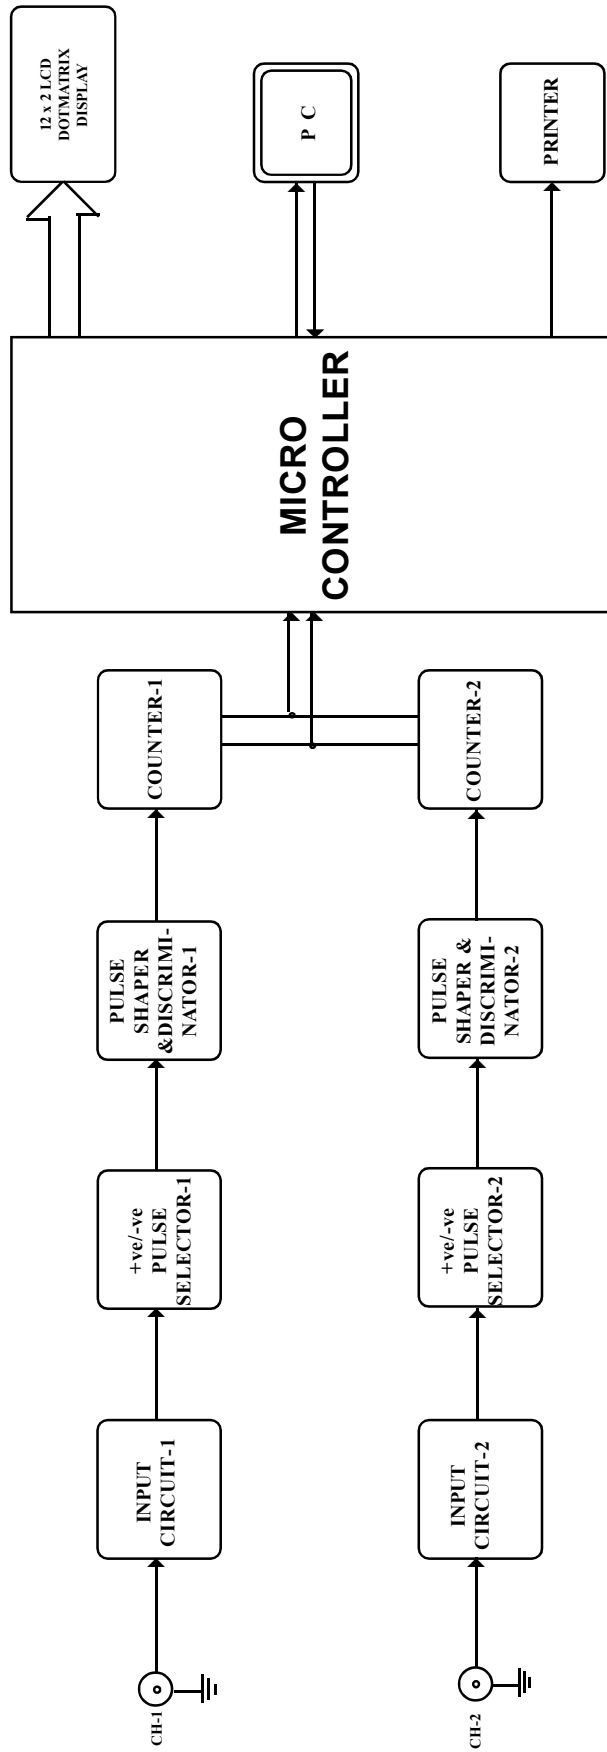 CH-1
INPUT
CIRCUIT-1
+ve/-ve
PULSE
SELECTOR-1
PULSE
SHAPER
&DISCRIMI-
NATOR-1
COUNTER-1
CH-2
INPUT
CIRCUIT-2
+ve/-ve
PULSE
SELECTOR-2
PULSE
SHAPER &
DISCRIMI-
NATOR-2
COUNTER-2
MICRO
CONTROLLER
12 x 2 LCD
DOTMATRIX
DISPLAY
P C
PRINTER